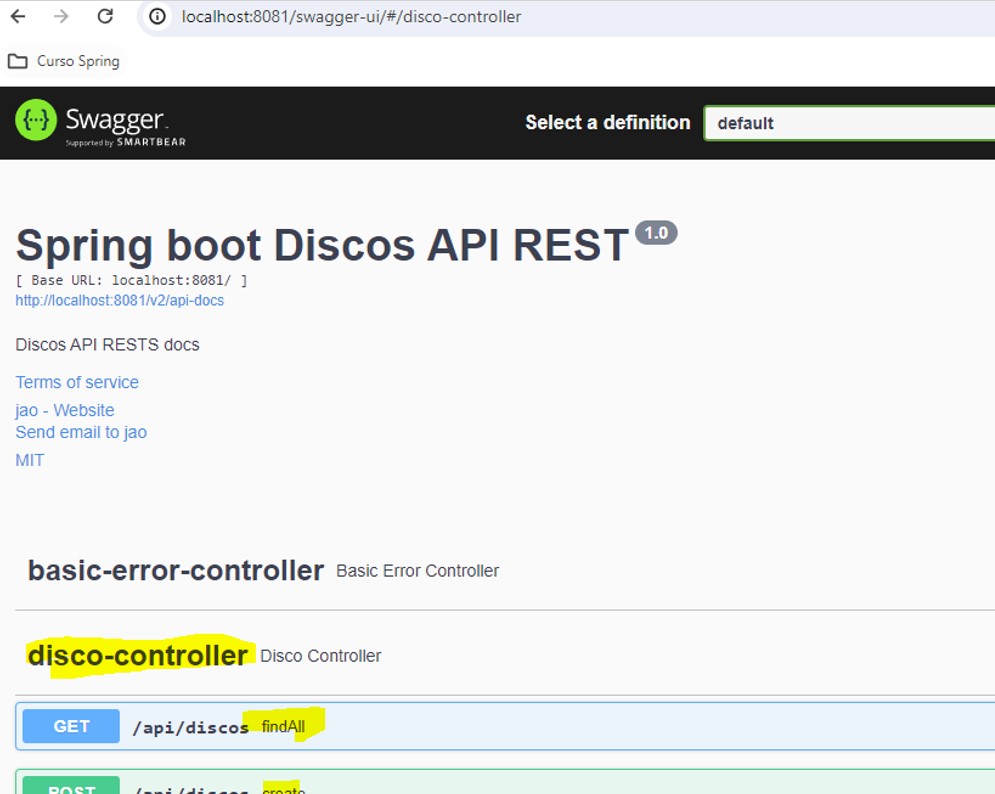 localhost:8081/swagger-ui/#/disco-controller
Curso Spring
{···} Swagger.
Supported by SMARTBEAR
Select a definition
default
Spring boot Discos API REST 1.0
[ Base URL: localhost:8081/ ]
http://localhost:8081/v2/api-docs
Discos API RESTS docs
Terms of service
jao - Website
Send email to jao
MIT
basic-error-controller Basic Error Controller
disco-controller Disco Controller
GET /api/discos findAll
POST /api/discos create